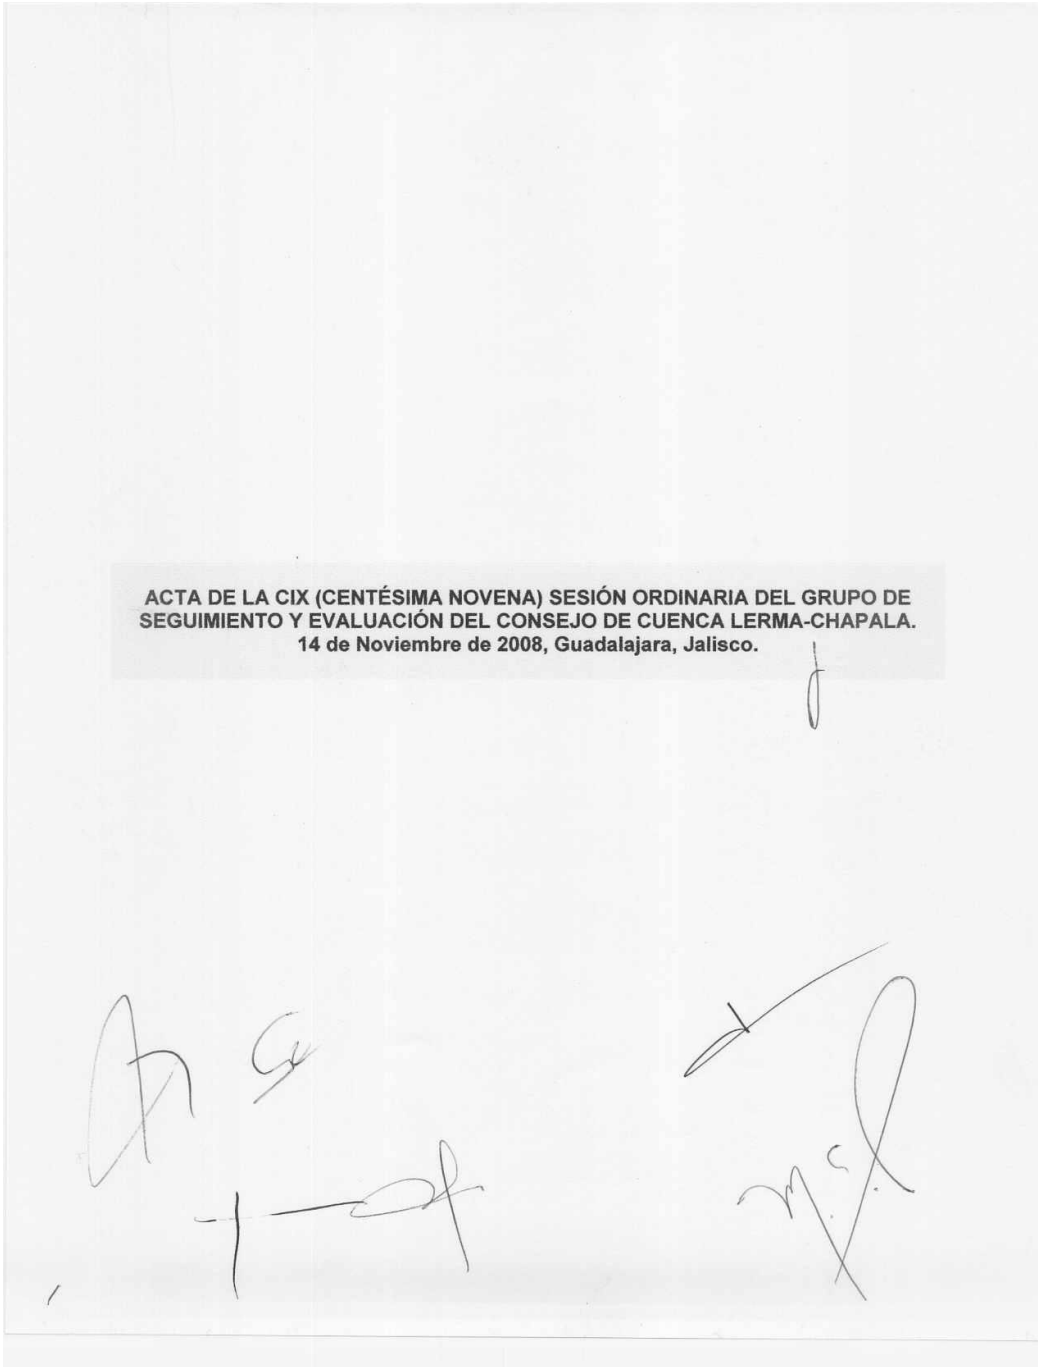 ACTA DE LA CIX (CENTÉSIMA NOVENA) SESIÓN ORDINARIA DEL GRUPO DE
SEGUIMIENTO Y EVALUACIÓN DEL CONSEJO DE CUENCA LERMA-CHAPALA.
14 de Noviembre de 2008, Guadalajara, Jalisco.